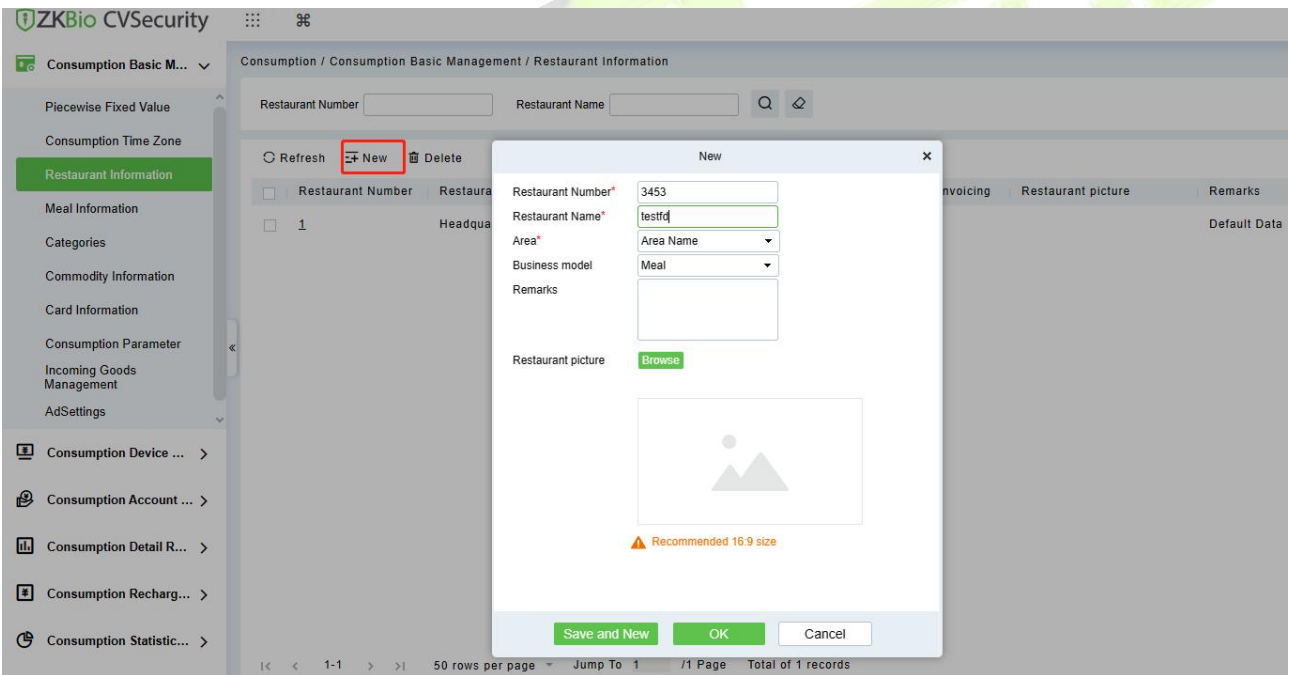 ZKBio CVSecurity
Consumption Basic M...
Consumption / Consumption Basic Management / Restaurant Information
Piecewise Fixed Value
Consumption Time Zone
Restaurant Information
Meal Information
Categories
Commodity Information
Card Information
Consumption Parameter
Incoming Goods
Management
AdSettings
Consumption Device ...
Consumption Account ...
Consumption Detail R...
Consumption Recharg...
Consumption Statistic...
Restaurant Number
Restaurant Name
Refresh New Delete
Restaurant Number Restaura nvoicing Restaurant picture Remarks
1 Headqua Default Data
New
Restaurant Number* 3453
Restaurant Name* testfd
Area* Area Name
Business model Meal
Remarks
Restaurant picture Browse
Recommended 16:9 size
Save and New OK Cancel
1-1 50 rows per page Jump To 1 /1 Page Total of 1 records